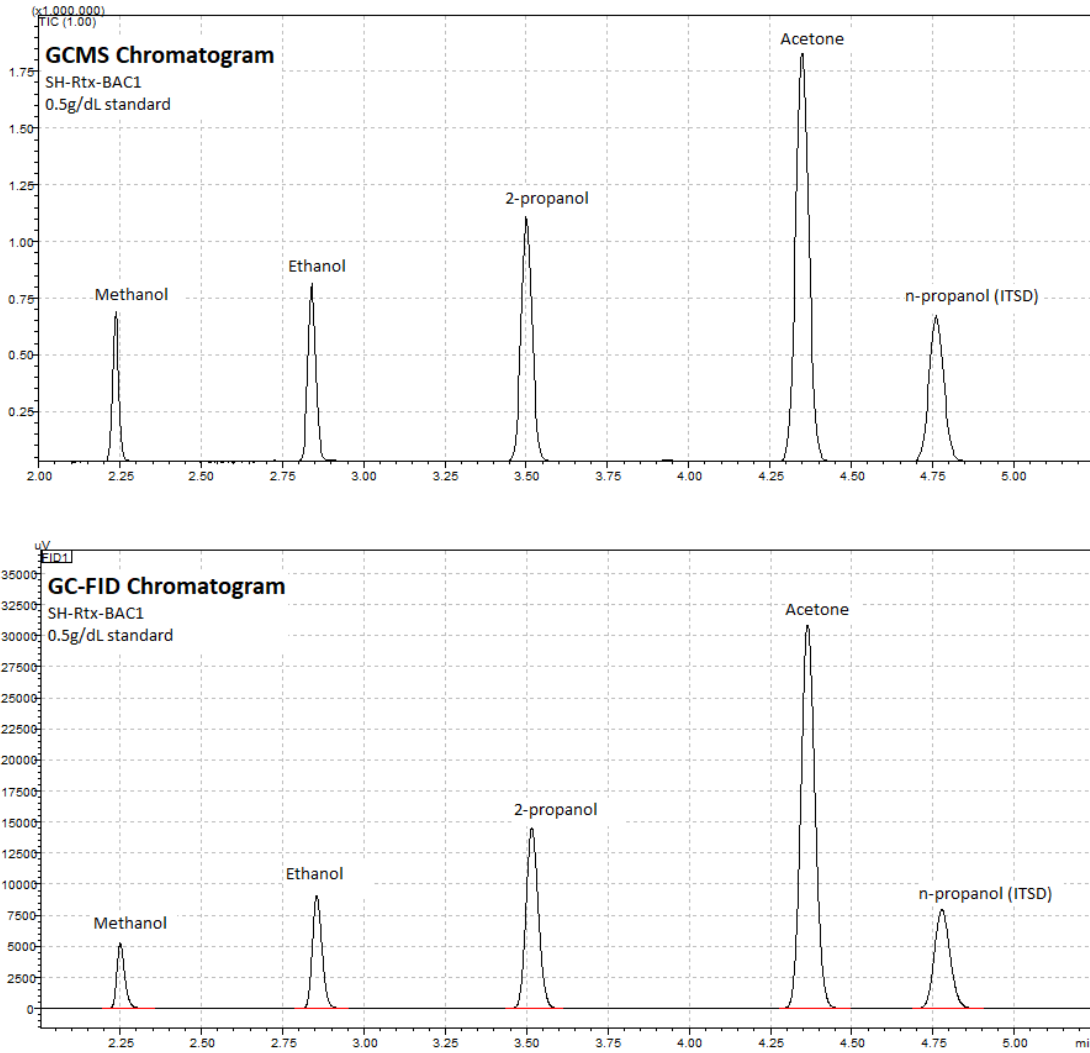 (x1,000,000)
TIC (1.00)
GCMS Chromatogram
SH-Rtx-BAC1
0.5g/dL standard
Acetone
2-propanol
Ethanol
Methanol
n-propanol (ITSD)
1.75
1.50
1.25
1.00
0.75
0.50
0.25
2.00 2.25 2.50 2.75 3.00 3.25 3.50 3.75 4.00 4.25 4.50 4.75 5.00
uV
FID1
GC-FID Chromatogram
SH-Rtx-BAC1
0.5g/dL standard
Acetone
2-propanol
Ethanol
n-propanol (ITSD)
Methanol
35000
32500
30000
27500
25000
22500
20000
17500
15000
12500
10000
7500
5000
2500
0
2.25 2.50 2.75 3.00 3.25 3.50 3.75 4.00 4.25 4.50 4.75 5.00